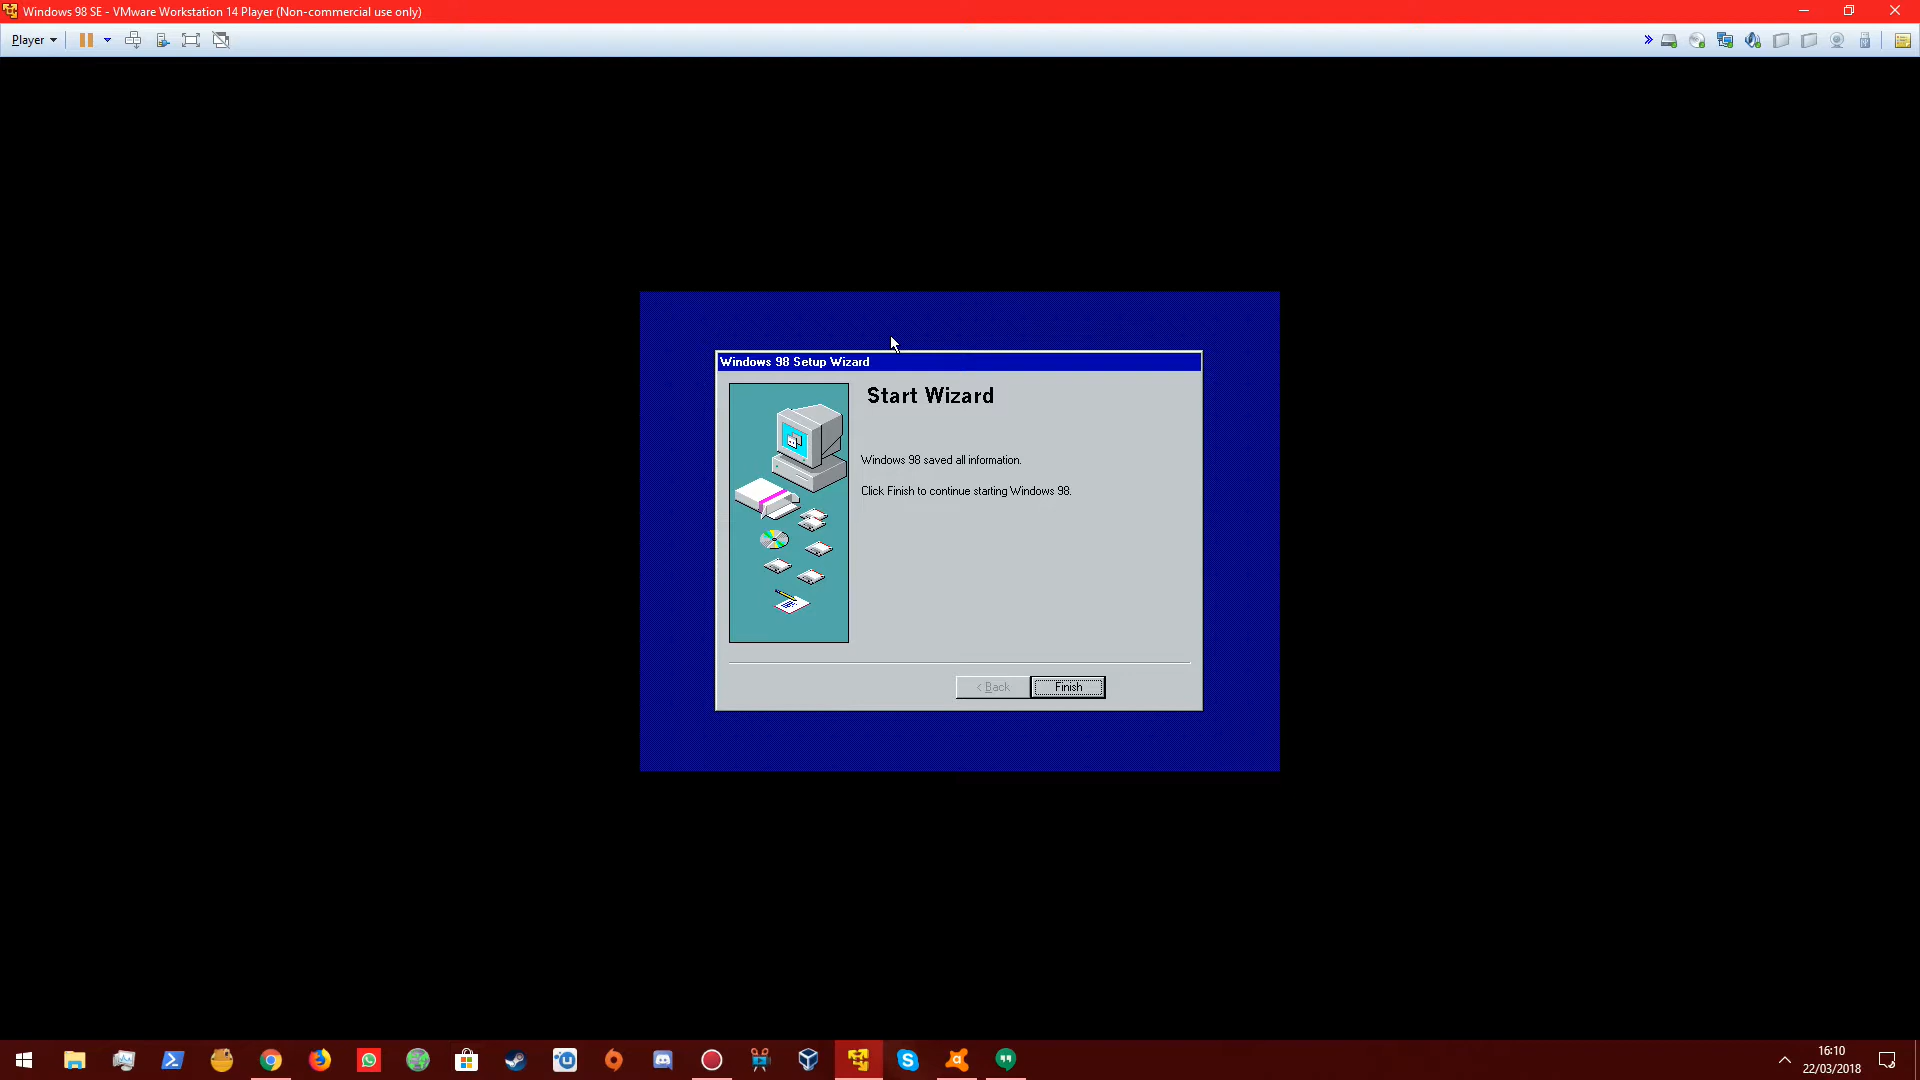 Windows 98 SE - VMware Workstation 14 Player (Non-commercial use only)
Player
Windows 98 Setup Wizard
Start Wizard
Windows 98 saved all information.
Click Finish to continue starting Windows 98.
< Back
Finish
16:10
22/03/2018